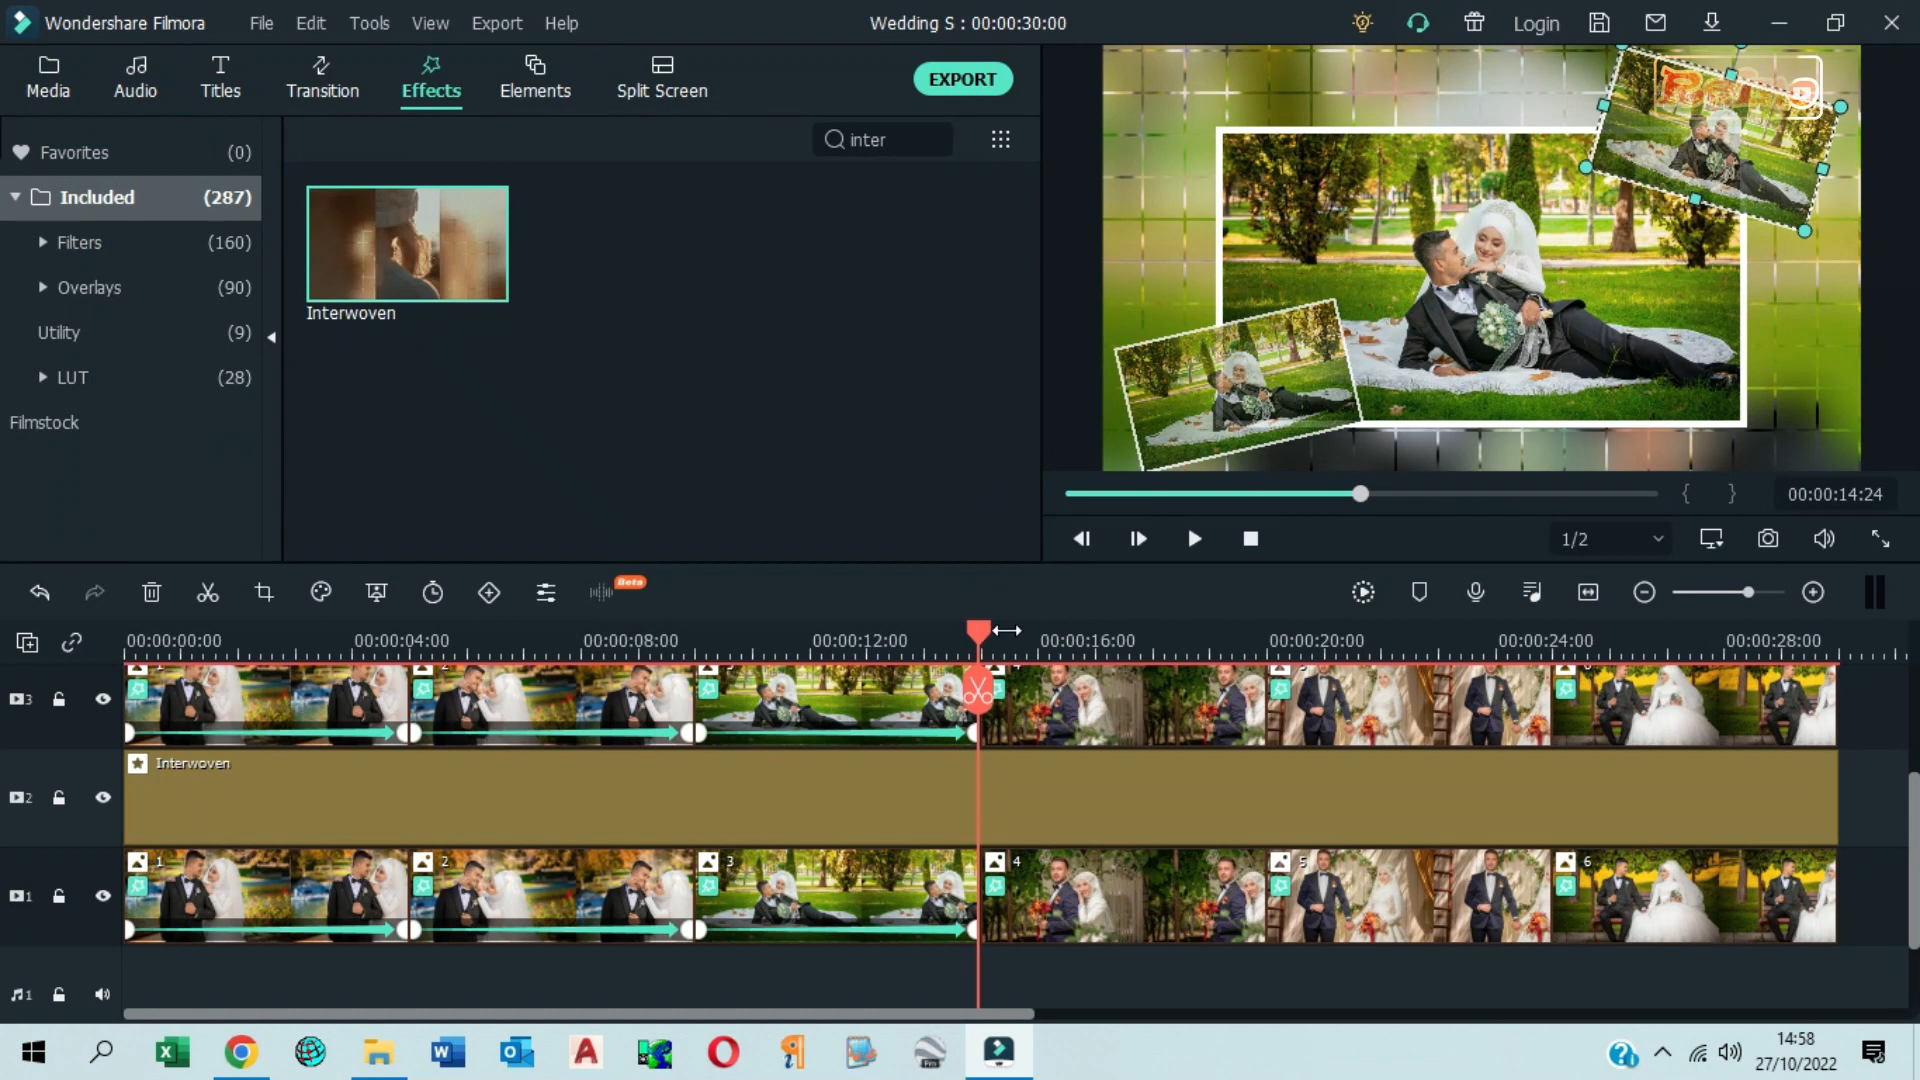 Wondershare Filmora File Edit Tools View Export Help Wedding S : 00:00:30:00 Login
Media Audio Titles Transition Effects Elements Split Screen EXPORT
Favorites (0)
inter
Included (287)
Filters (160)
Overlays (90)
Interwoven
Utility (9)
LUT (28)
Filmstock
00:00:14:24
1/2
Beta
00:00:00:00 00:00:04:00 00:00:08:00 00:00:12:00 00:00:16:00 00:00:20:00 00:00:24:00 00:00:28:00
3
Interwoven
2
1 2 3 4 5 6
1
1
14:58
27/10/2022